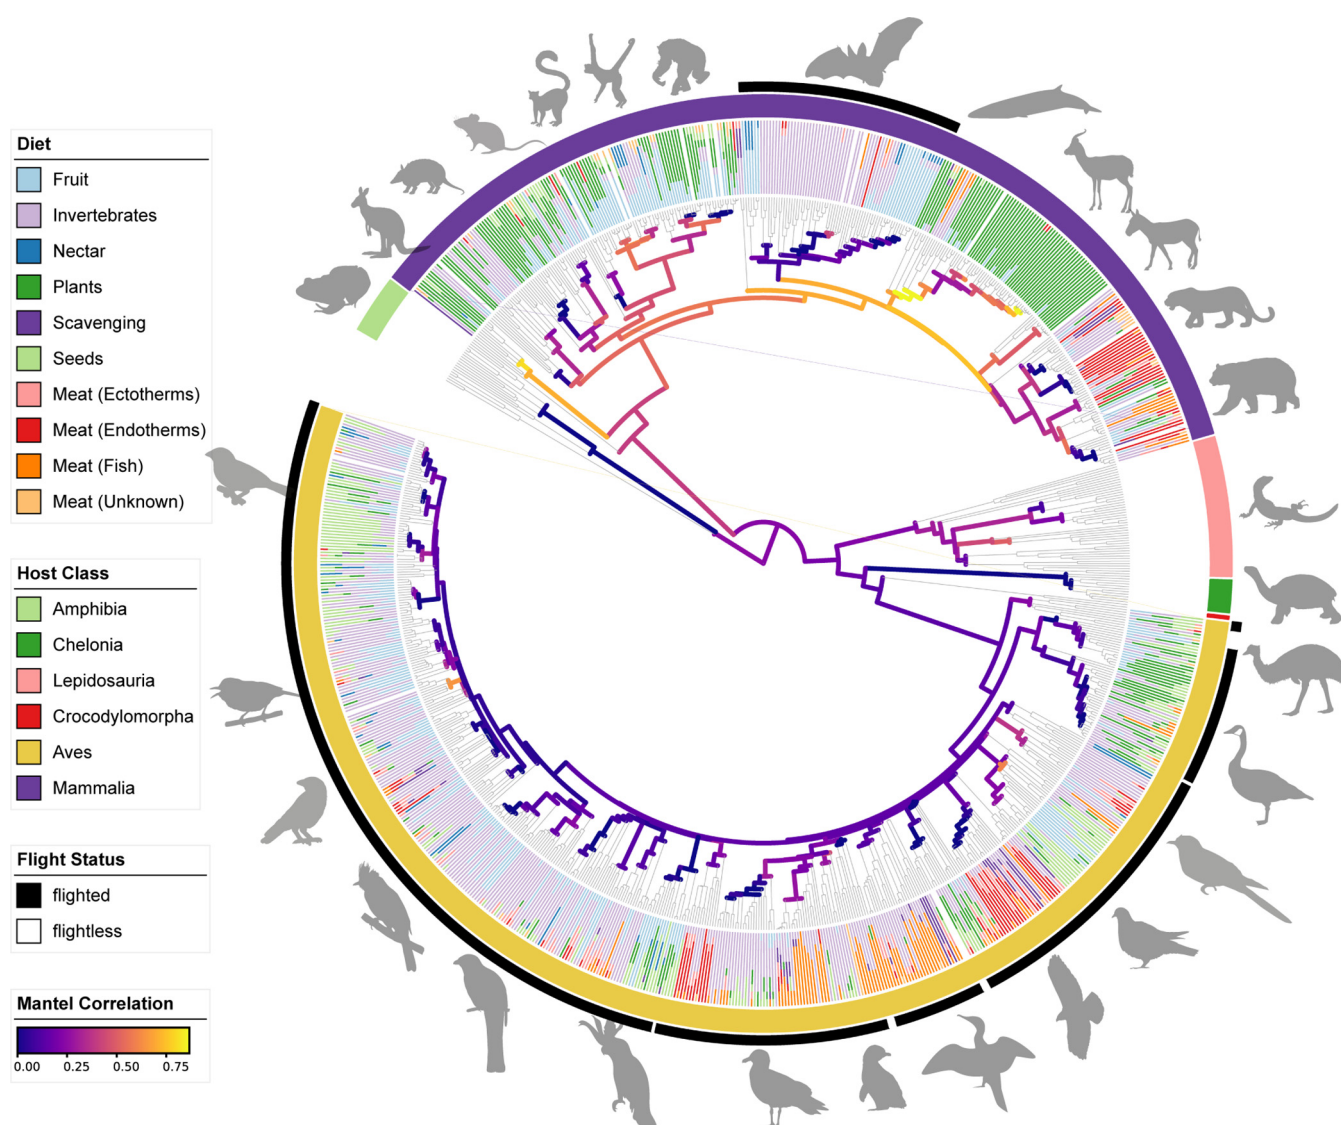 Diet
Fruit
Invertebrates
Nectar
Plants
Scavenging
Seeds
Meat (Ectotherms)
Meat (Endotherms)
Meat (Fish)
Meat (Unknown)
Host Class
Amphibia
Chelonia
Lepidosauria
Crocodylomorpha
Aves
Mammalia
Flight Status
flighted
flightless
Mantel Correlation
0.00 0.25 0.50 0.75